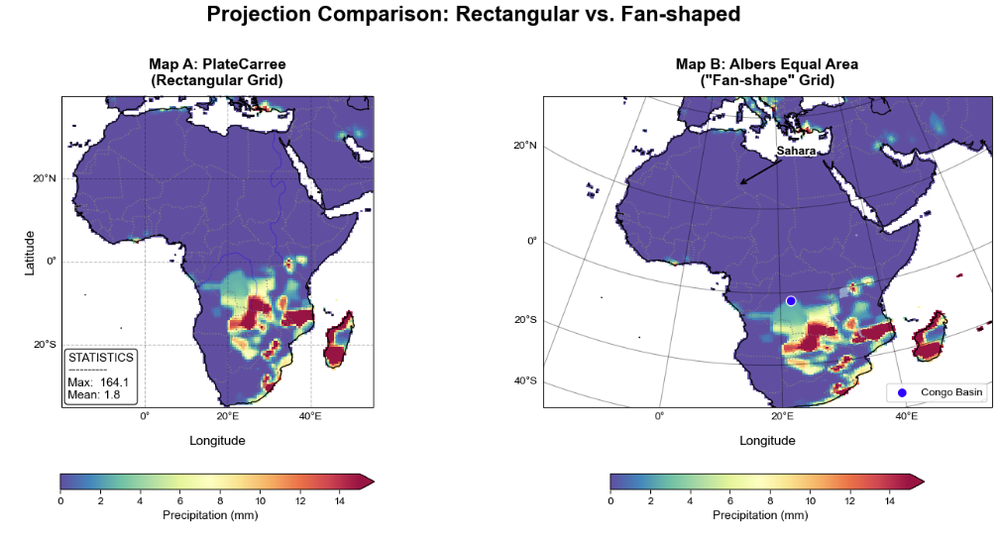 Projection Comparison: Rectangular vs. Fan-shaped
Map A: PlateCarree
(Rectangular Grid)
Latitude
20°N
0°
20°S
STATISTICS
-----------
Max:  164.1
Mean: 1.8
0°
20°E
40°E
Longitude
0
2
4
6
8
10
12
14
Precipitation (mm)
Map B: Albers Equal Area
("Fan-shape" Grid)
20°N
0°
20°S
40°S
Sahara
Congo Basin
0°
20°E
40°E
Longitude
0
2
4
6
8
10
12
14
Precipitation (mm)